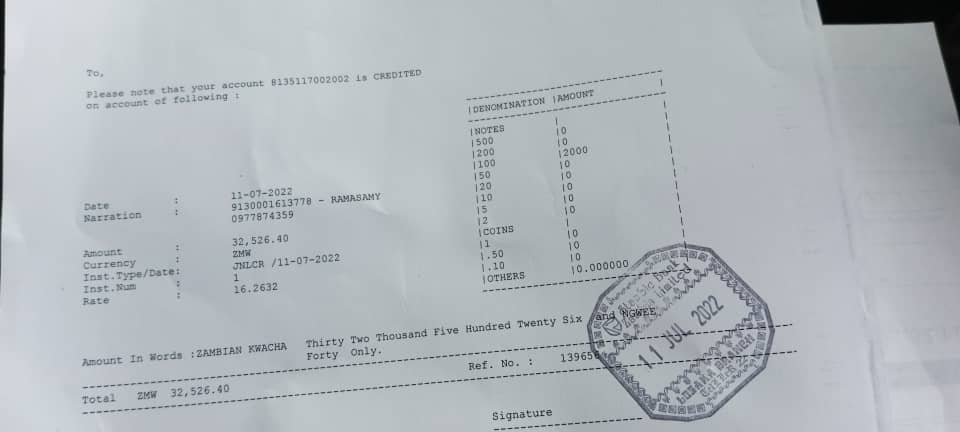 To,
Please note that your account 8135117002002 is CREDITED
on account of following :
Date : 11-07-2022
Narration : 9130001613778 - RAMASAMY
0977874359
Amount : 32,526.40
Currency : ZMW
Inst.Type/Date: JNLCR /11-07-2022
Inst.Num : 1
Rate : 16.2632
|DENOMINATION |AMOUNT |
|NOTES |
|500 |0
|200 |0
|100 |2000
|50 |0
|20 |0
|10 |0
|5 |0
|2 |0
|COINS |
|1 |0
|.50 |0
|.10 |0
|OTHERS |0.000000
Amount In Words :ZAMBIAN KWACHA Thirty Two Thousand Five Hundred Twenty Six and NGWEE
Forty Only.
Ref. No. : 139656
Total ZMW 32,526.40
Signature
Stanbic Bank
Zambia Limited
11 JUL 2022